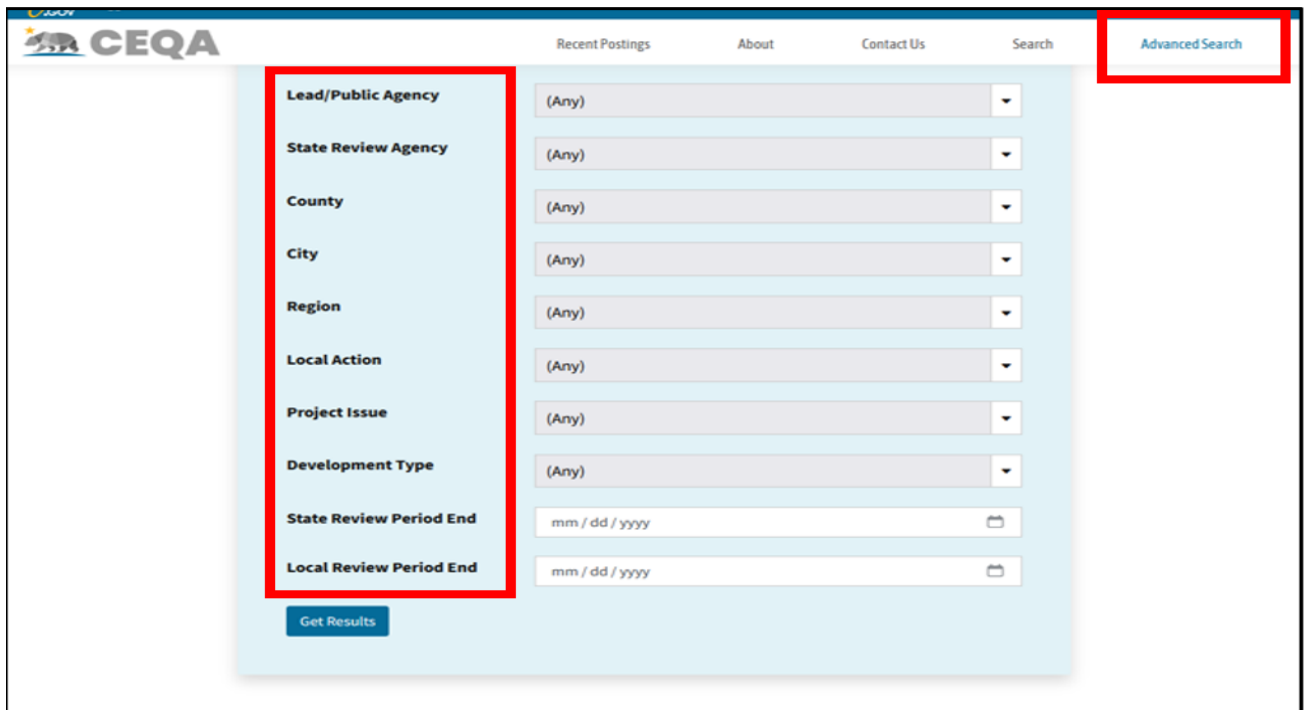 CEQA
Recent Postings About Contact Us Search Advanced Search
Lead/Public Agency (Any)
State Review Agency (Any)
County (Any)
City (Any)
Region (Any)
Local Action (Any)
Project Issue (Any)
Development Type (Any)
State Review Period End mm / dd / yyyy
Local Review Period End mm / dd / yyyy
Get Results